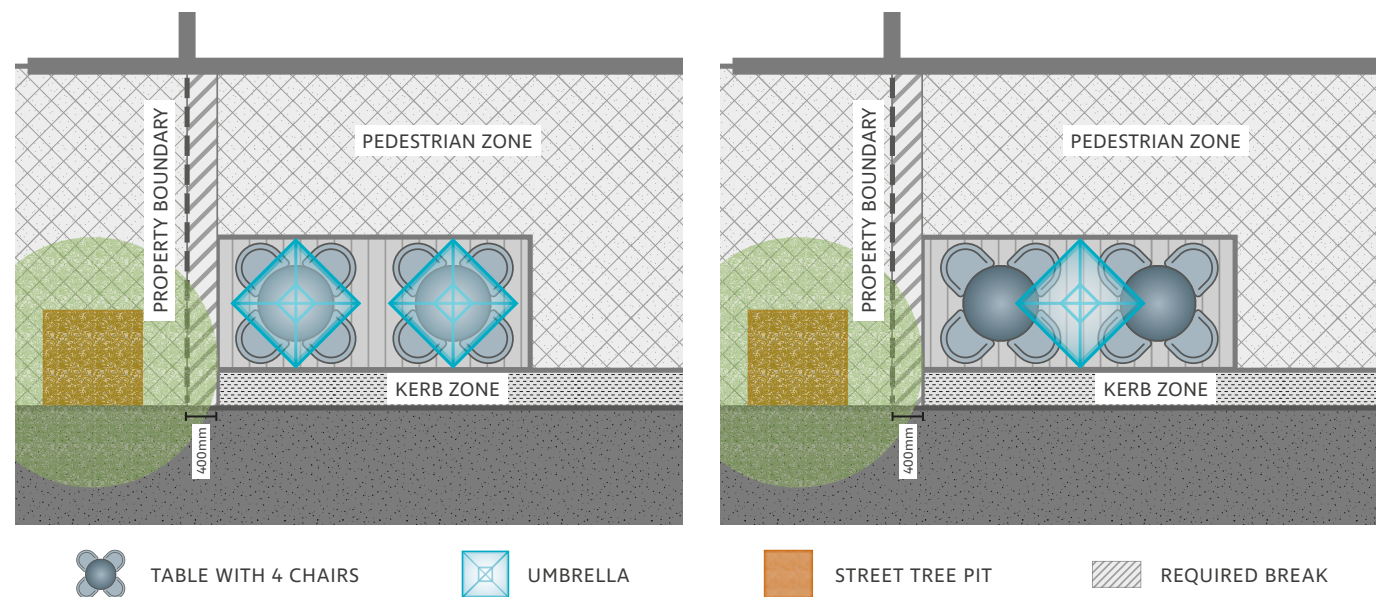 PROPERTY BOUNDARY
PEDESTRIAN ZONE
KERB ZONE
400mm
PROPERTY BOUNDARY
PEDESTRIAN ZONE
KERB ZONE
400mm
TABLE WITH 4 CHAIRS
UMBRELLA
STREET TREE PIT
REQUIRED BREAK